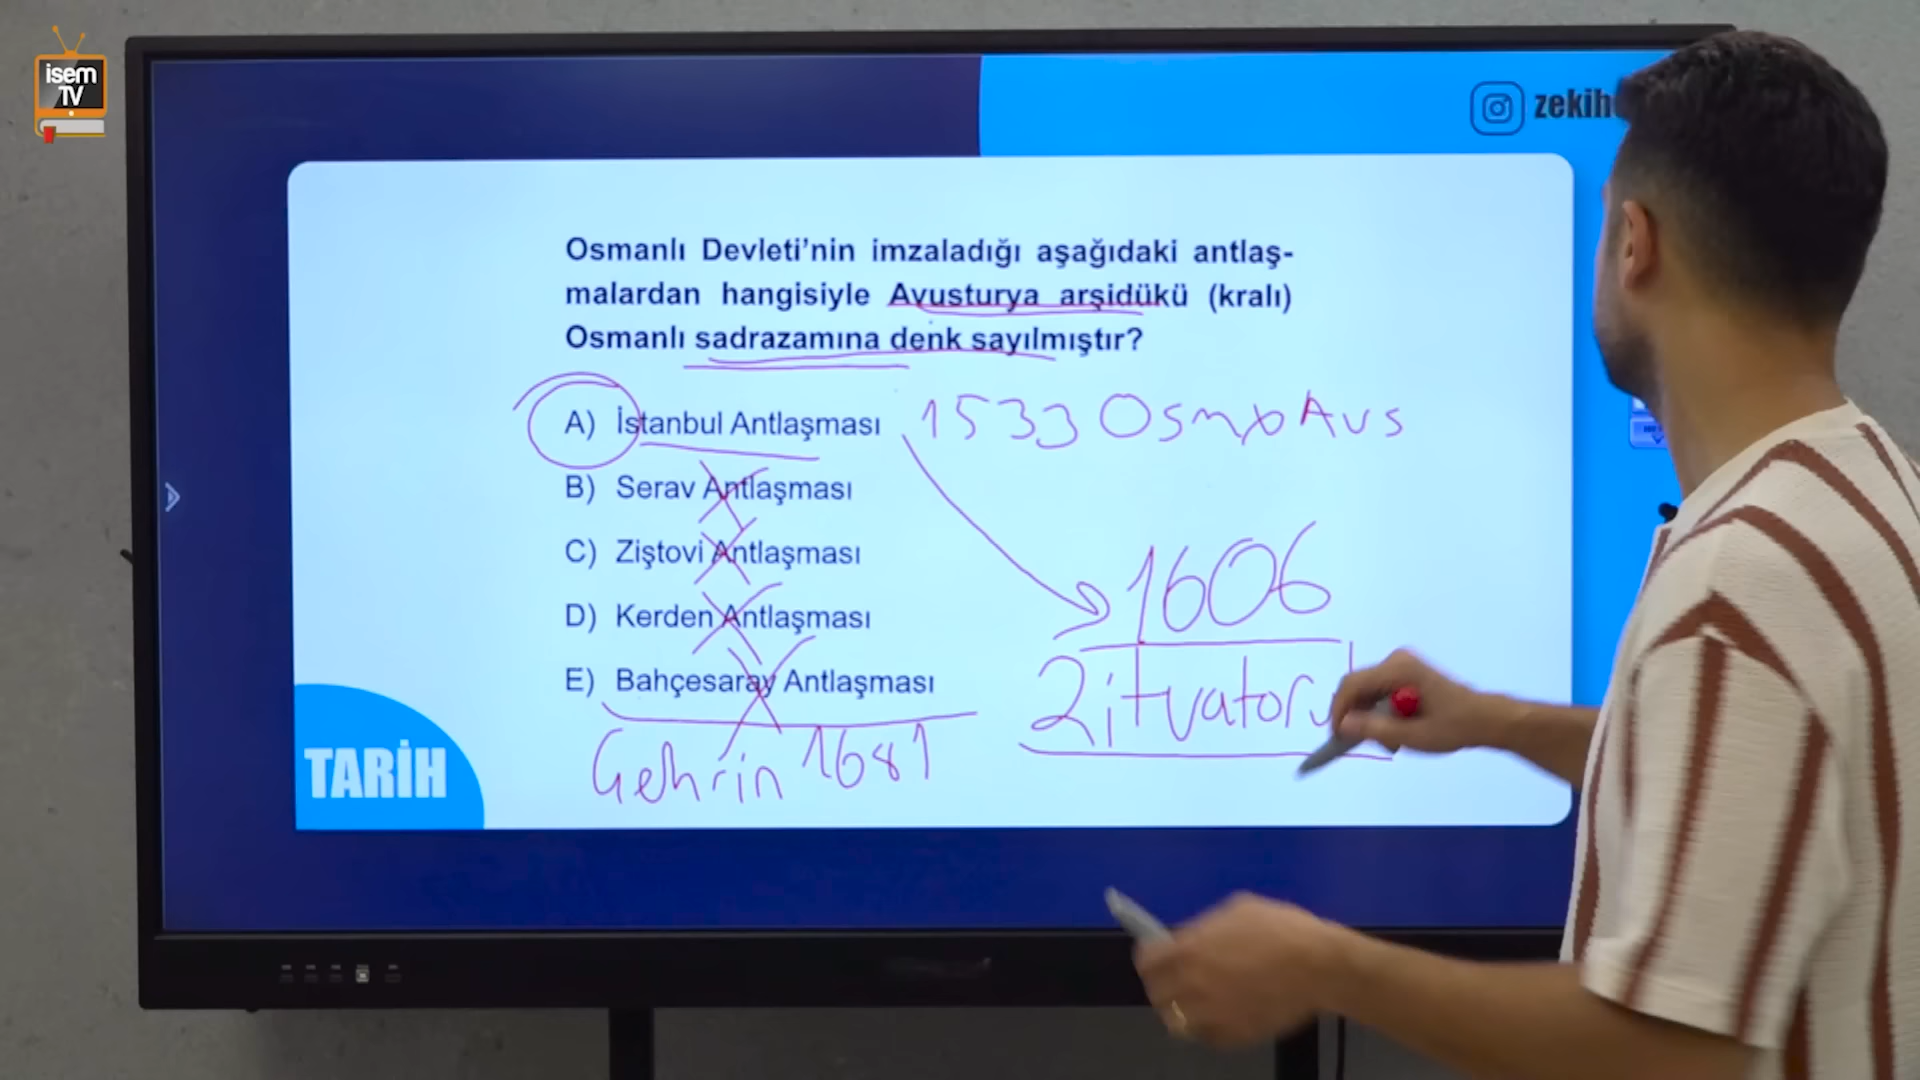 isem
TV
zekih
Osmanlı Devleti'nin imzaladığı aşağıdaki antlaş-
malardan hangisiyle Avusturya arşidükü (kralı)
Osmanlı sadrazamına denk sayılmıştır?
A) İstanbul Antlaşması 1533 Osm x Avs
B) Serav Antlaşması
C) Ziştovi Antlaşması
D) Kerden Antlaşması
E) Bahçesaray Antlaşması
1606
Zitvatoru
Çehrin 1681
TARİH